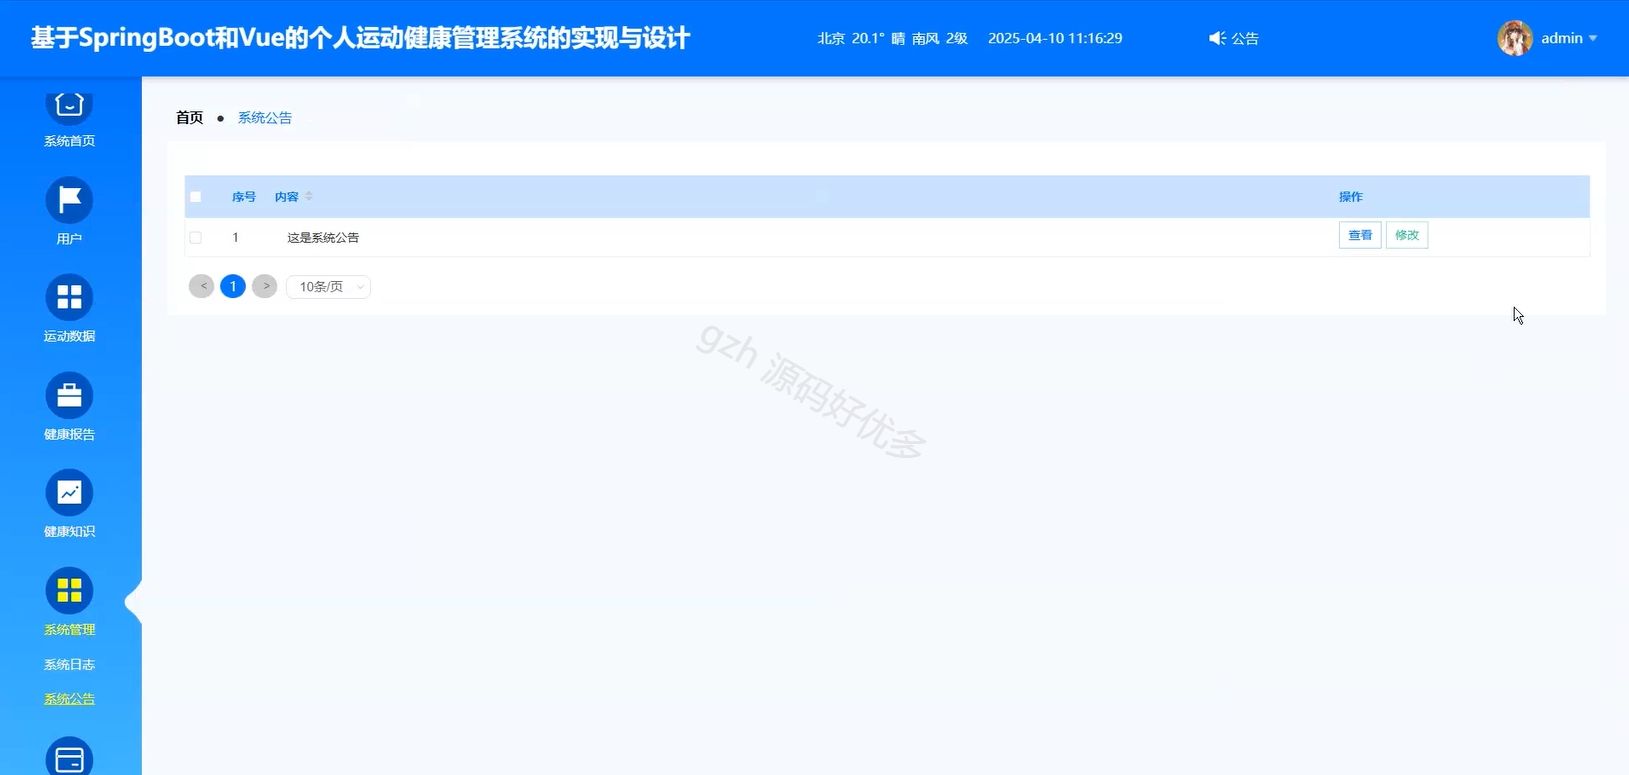 基于SpringBoot和Vue的个人运动健康管理系统的实现与设计
北京 20.1° 晴 南风 2级 2025-04-10 11:16:29 公告 admin
系统首页
用户
运动数据
健康报告
健康知识
系统管理
系统日志
系统公告
首页 ● 系统公告
序号 内容 操作
1 这是系统公告 查看 修改
< 1 > 10条/页
gzh 源码好优多